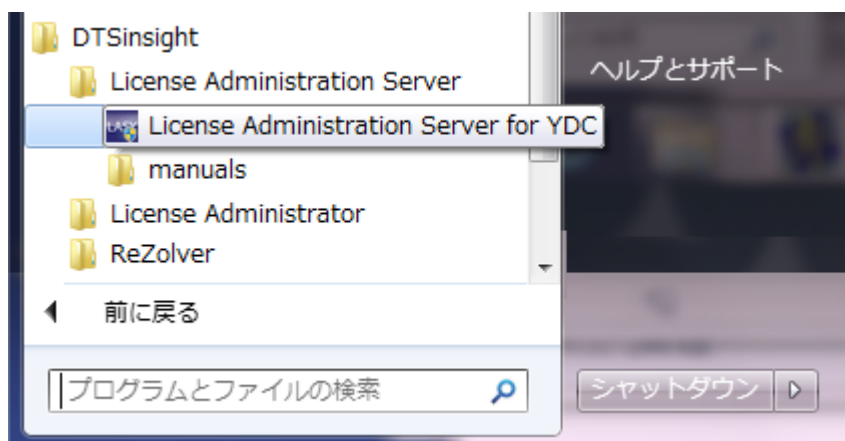 DTSinsight
License Administration Server
License Administration Server for YDC
manuals
License Administrator
ReZolver
前に戻る
プログラムとファイルの検索
ヘルプとサポート
シャットダウン